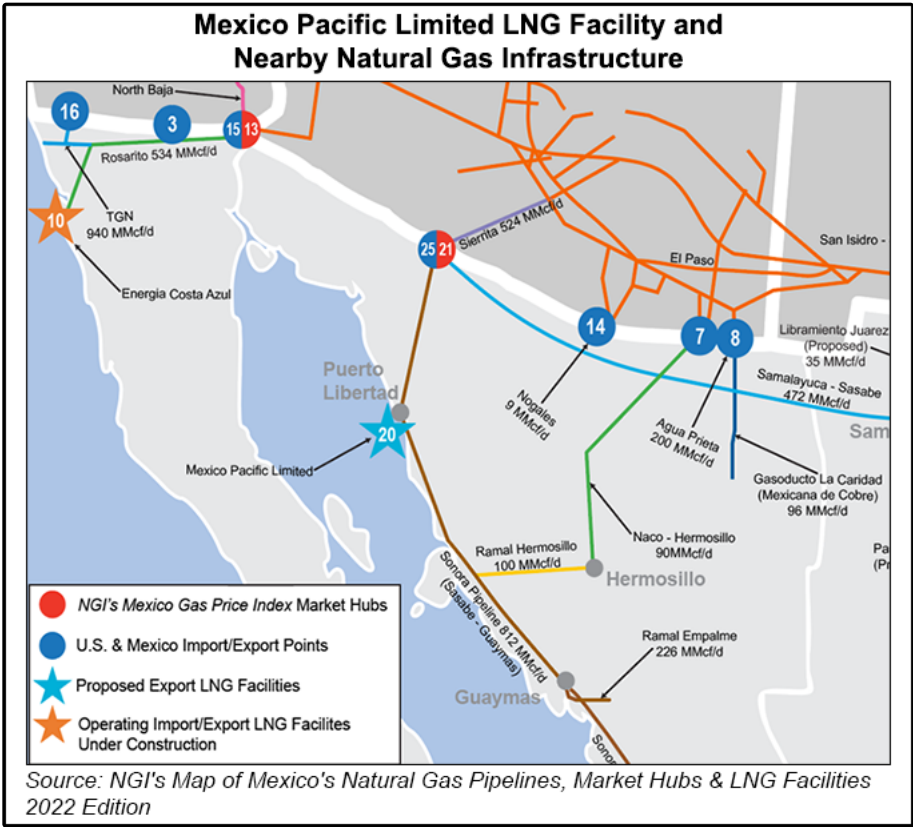 Mexico Pacific Limited LNG Facility and
Nearby Natural Gas Infrastructure
North Baja
16
3
15
13
Rosarito 534 MMcf/d
10
TGN
940 MMcf/d
Energia Costa Azul
25
21
Sierrita 524 MMcf/d
El Paso
San Isidro -
14
7
8
Libramiento Juarez
(Proposed)
35 MMcf/d
Samalayuca - Sasabe
472 MMcf/d
Sam
Nogales
9 MMcf/d
Agua Prieta
200 MMcf/d
Puerto
Libertad
20
Mexico Pacific Limited
Gasoducto La Caridad
(Mexicana de Cobre)
96 MMcf/d
Naco - Hermosillo
90MMcf/d
Pa
(Pr
Ramal Hermosillo
100 MMcf/d
Hermosillo
Sonora Pipeline 812 MMcf/d
(Sasabe - Guaymas)
Ramal Empalme
226 MMcf/d
Guaymas
Sonor
NGI's Mexico Gas Price Index Market Hubs
U.S. & Mexico Import/Export Points
Proposed Export LNG Facilities
Operating Import/Export LNG Facilites
Under Construction
Source: NGI's Map of Mexico's Natural Gas Pipelines, Market Hubs & LNG Facilities
2022 Edition